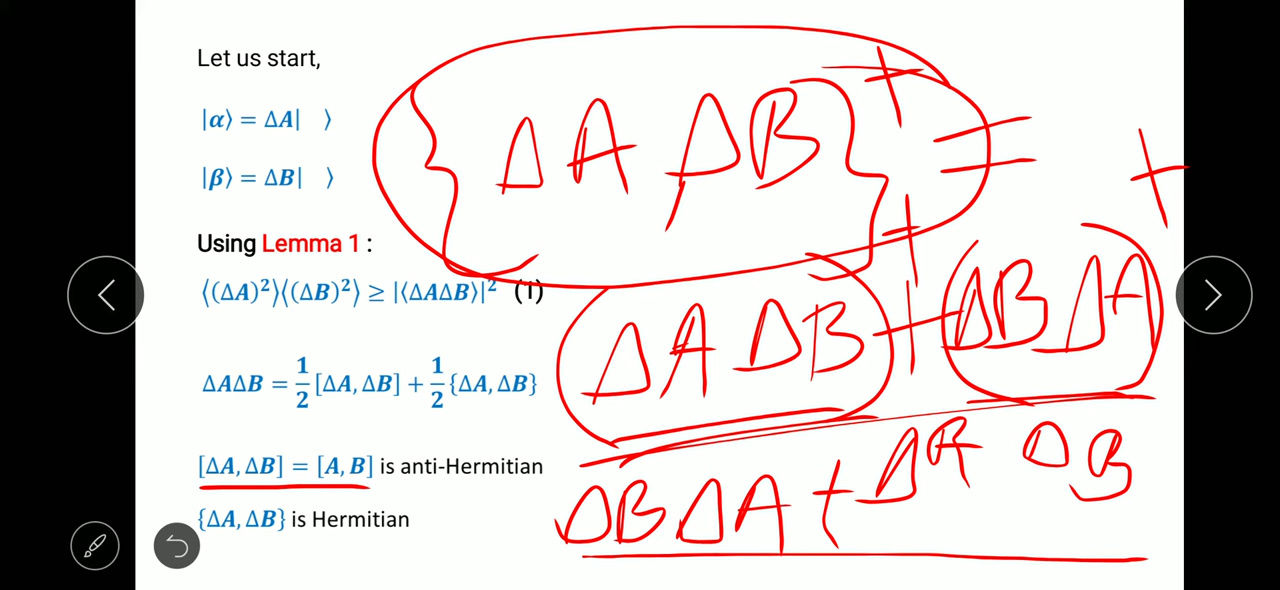 Let us start,
|α⟩ = ΔA| ⟩
|β⟩ = ΔB| ⟩
Using Lemma 1 :
⟨(ΔA)²⟩⟨(ΔB)²⟩ ≥ |⟨ΔAΔB⟩|² (1)
ΔAΔB = 1/2 [ΔA, ΔB] + 1/2 {ΔA, ΔB}
[ΔA, ΔB] = [A, B] is anti-Hermitian
{ΔA, ΔB} is Hermitian
{ΔA ΔB}+ =
+ +
ΔA ΔB + ΔB ΔA
ΔB ΔA + ΔA ΔB